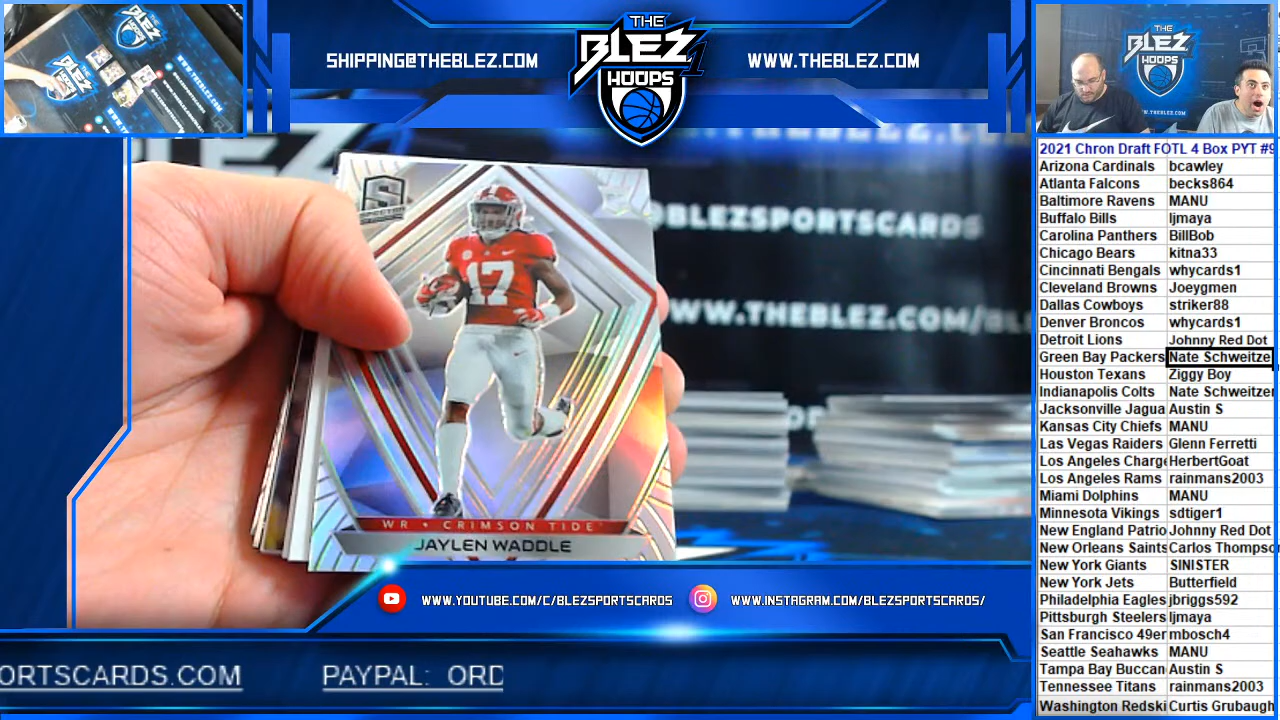 SHIPPING@THEBLEZ.COM
THE
BLEZ
HOOPS
WWW.THEBLEZ.COM
THE
BLEZ
HOOPS
WWW.THEBLEZ.COM
BLEZSPORTSCARDS
WWW.THEBLEZ.COM/
17
WR • CRIMSON TIDE
JAYLEN WADDLE
WWW.YOUTUBE.COM/C/BLEZSPORTSCARDS
WWW.INSTAGRAM.COM/BLEZSPORTSCARDS/
ORTSCARDS.COM PAYPAL: ORD
2021 Chron Draft FOTL 4 Box PYT #9
Arizona Cardinals bcawley
Atlanta Falcons becks864
Baltimore Ravens MANU
Buffalo Bills ljmaya
Carolina Panthers BillBob
Chicago Bears kitna33
Cincinnati Bengals whycards1
Cleveland Browns Joeygmen
Dallas Cowboys striker88
Denver Broncos whycards1
Detroit Lions Johnny Red Dot
Green Bay Packers Nate Schweitze
Houston Texans Ziggy Boy
Indianapolis Colts Nate Schweitzer
Jacksonville Jagua Austin S
Kansas City Chiefs MANU
Las Vegas Raiders Glenn Ferretti
Los Angeles Charge HerbertGoat
Los Angeles Rams rainmans2003
Miami Dolphins MANU
Minnesota Vikings sdtiger1
New England Patrio Johnny Red Dot
New Orleans Saints Carlos Thompso
New York Giants SINISTER
New York Jets Butterfield
Philadelphia Eagles jbriggs592
Pittsburgh Steelers ljmaya
San Francisco 49er mbosch4
Seattle Seahawks MANU
Tampa Bay Buccan Austin S
Tennessee Titans rainmans2003
Washington Redski Curtis Grubaugh